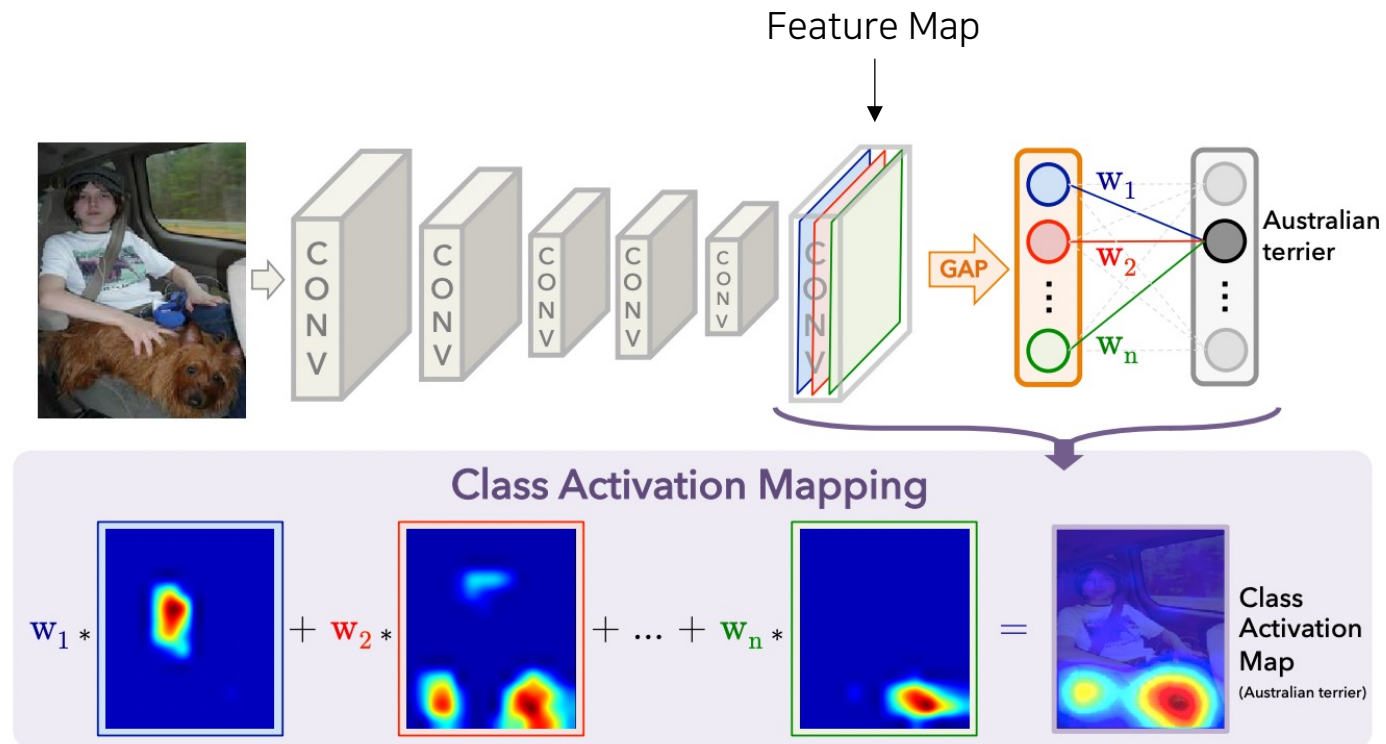 Feature Map
CONV
CONV
CONV
CONV
CONV
CONV
GAP
w1
w2
⋮
wn
⋮
Australian
terrier
Class Activation Mapping
w1 * + w2 * + ... + wn * =
Class
Activation
Map
(Australian terrier)